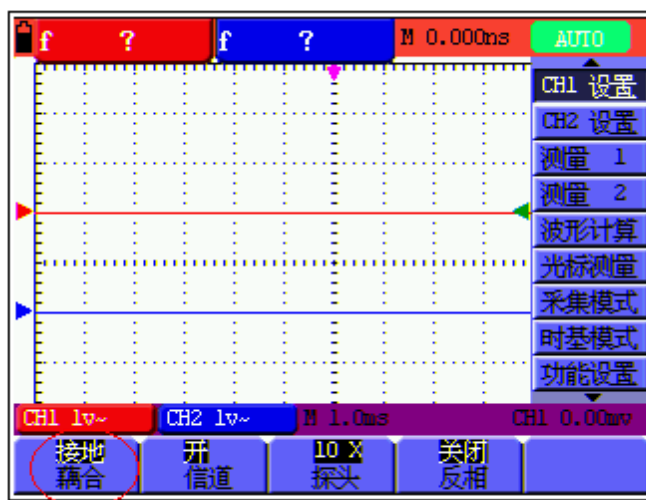 f ? f ? M 0.000ns AUTO
CH1 设置
CH2 设置
测量 1
测量 2
波形计算
光标测量
采集模式
时基模式
功能设置
CH1 1v~ CH2 1v~ M 1.0ms CH1 0.00mv
接地 开 10 X 关闭
藕合 信道 探头 反相